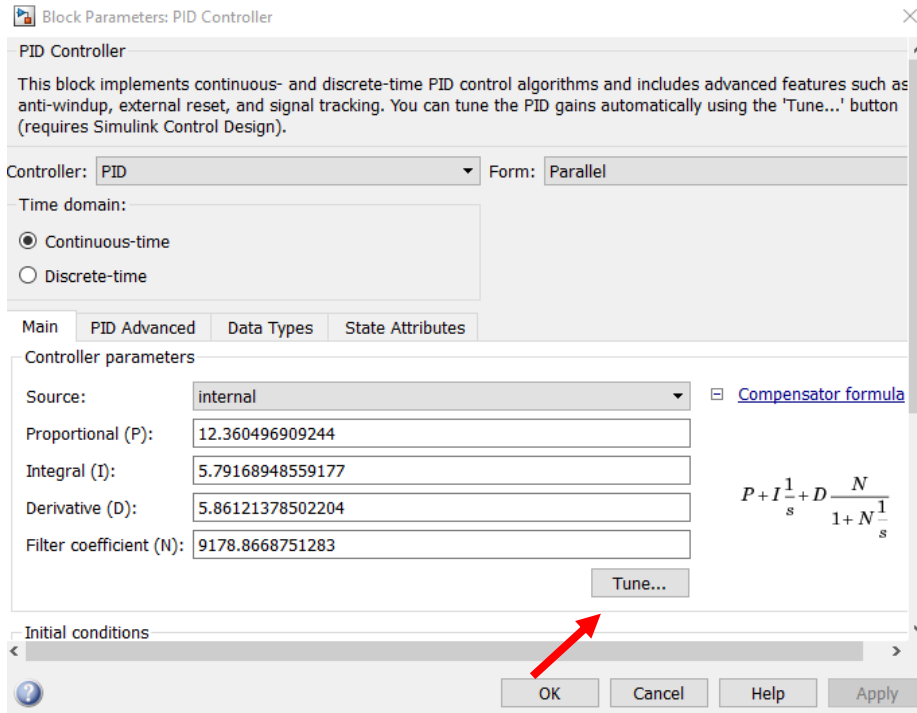 Block Parameters: PID Controller
PID Controller
This block implements continuous- and discrete-time PID control algorithms and includes advanced features such as
anti-windup, external reset, and signal tracking. You can tune the PID gains automatically using the 'Tune...' button
(requires Simulink Control Design).
Controller: PID Form: Parallel
Time domain:
Continuous-time
Discrete-time
Main PID Advanced Data Types State Attributes
Controller parameters
Source: internal Compensator formula
Proportional (P): 12.360496909244
Integral (I): 5.79168948559177
Derivative (D): 5.86121378502204
Filter coefficient (N): 9178.8668751283
P + I 1/s + D N/(1 + N 1/s)
Tune...
Initial conditions
OK Cancel Help Apply